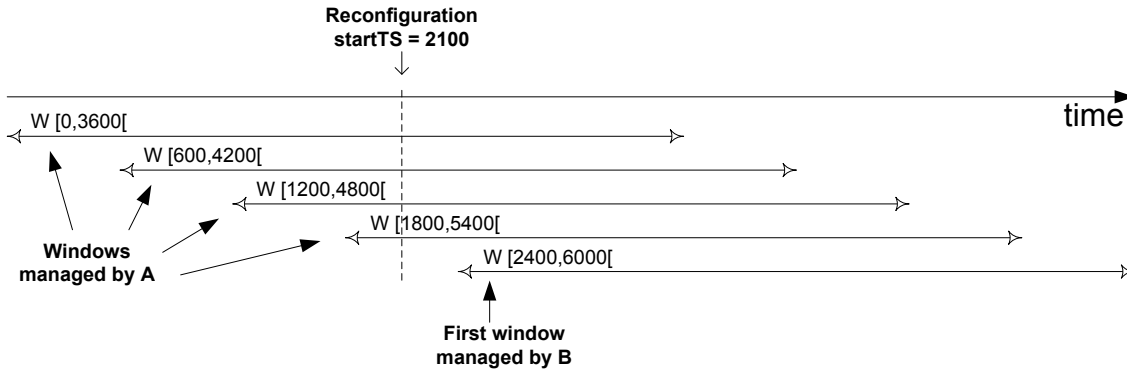 Reconfiguration
startTS = 2100
time
W [0,3600[
W [600,4200[
W [1200,4800[
W [1800,5400[
Windows
managed by A
W [2400,6000[
First window
managed by B